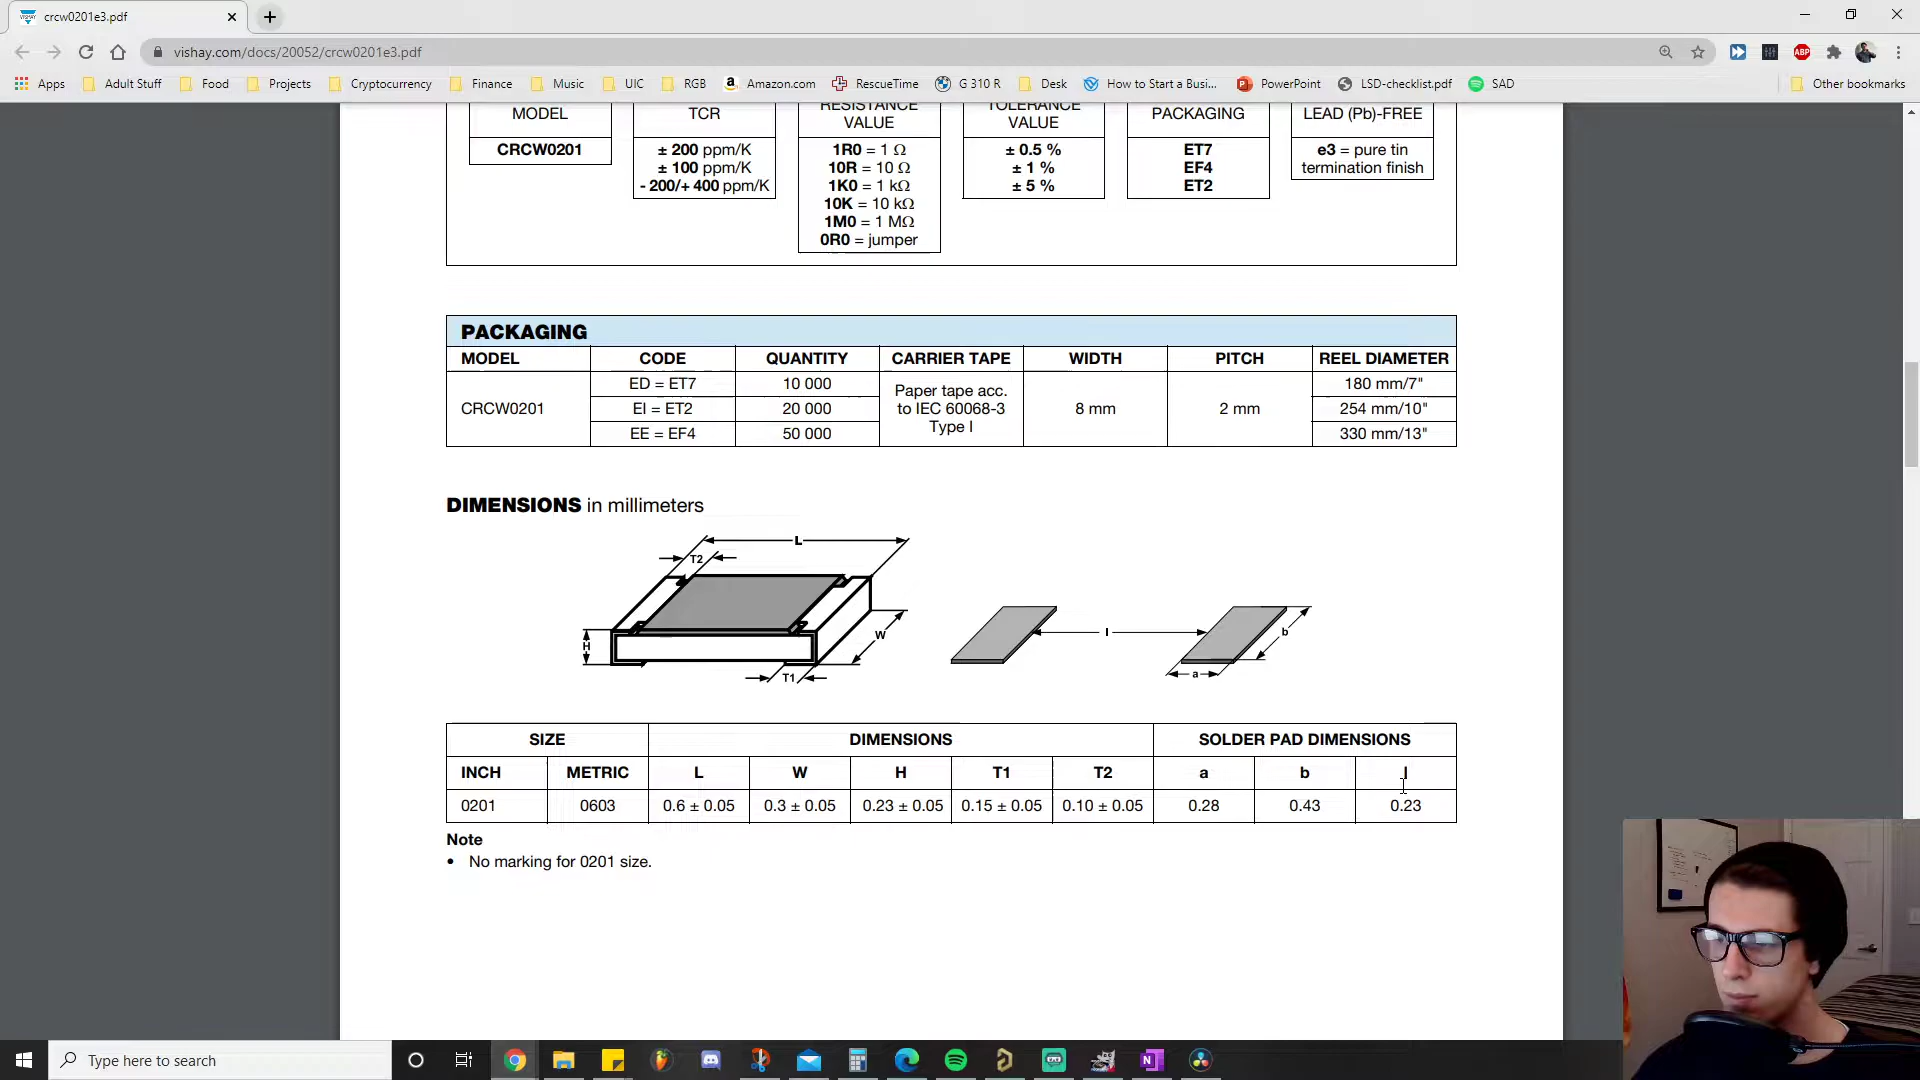 crcw0201e3.pdf
vishay.com/docs/20052/crcw0201e3.pdf
ABP
Apps Adult Stuff Food Projects Cryptocurrency Finance Music UIC RGB Amazon.com RescueTime G 310 R Desk How to Start a Busi... PowerPoint LSD-checklist.pdf SAD Other bookmarks
MODEL TCR RESISTANCE VALUE TOLERANCE VALUE PACKAGING LEAD (Pb)-FREE
CRCW0201
± 200 ppm/K
± 100 ppm/K
- 200/+ 400 ppm/K
1R0 = 1 Ω
10R = 10 Ω
1K0 = 1 kΩ
10K = 10 kΩ
1M0 = 1 MΩ
0R0 = jumper
± 0.5 %
± 1 %
± 5 %
ET7
EF4
ET2
e3 = pure tin
termination finish
PACKAGING
MODEL CODE QUANTITY CARRIER TAPE WIDTH PITCH REEL DIAMETER
CRCW0201
ED = ET7 10 000
EI = ET2 20 000
EE = EF4 50 000
Paper tape acc.
to IEC 60068-3
Type I
8 mm
2 mm
180 mm/7"
254 mm/10"
330 mm/13"
DIMENSIONS in millimeters
L
T2
H
W
T1
I
b
a
SIZE DIMENSIONS SOLDER PAD DIMENSIONS
INCH METRIC L W H T1 T2 a b l
0201 0603 0.6 ± 0.05 0.3 ± 0.05 0.23 ± 0.05 0.15 ± 0.05 0.10 ± 0.05 0.28 0.43 0.23
Note
• No marking for 0201 size.
Type here to search